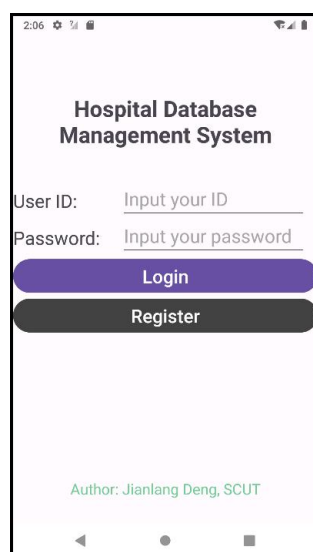 2:06
Hospital Database
Management System
User ID: Input your ID
Password: Input your password
Login
Register
Author: Jianlang Deng, SCUT